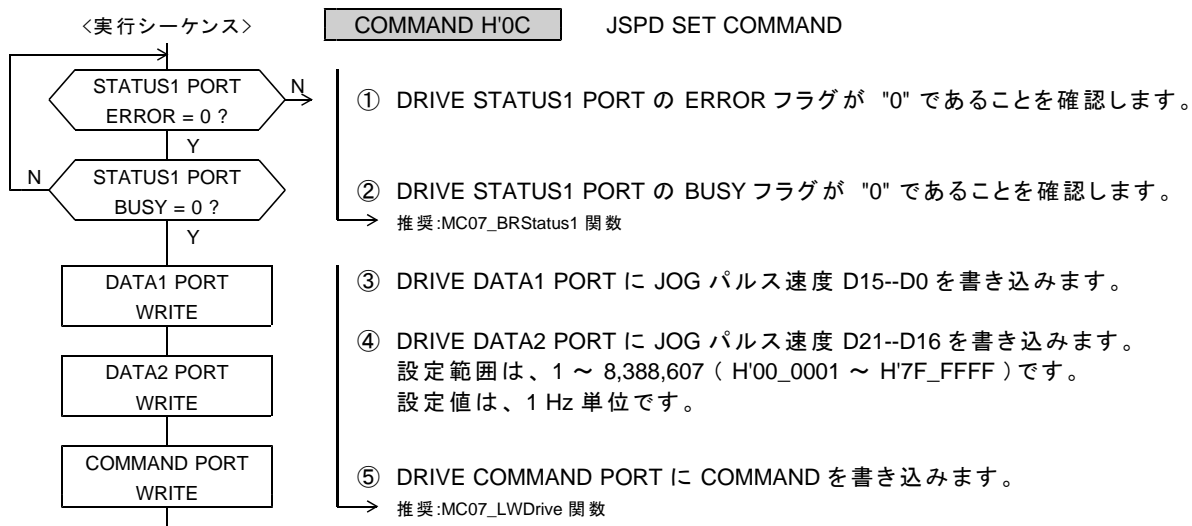 <実行シーケンス>
COMMAND H'0C JSPD SET COMMAND
STATUS1 PORT
ERROR = 0 ?
N
Y
① DRIVE STATUS1 PORT の ERROR フラグが "0" であることを確認します。
N
STATUS1 PORT
BUSY = 0 ?
Y
② DRIVE STATUS1 PORT の BUSY フラグが "0" であることを確認します。
推奨:MC07_BRStatus1 関数
DATA1 PORT
WRITE
③ DRIVE DATA1 PORT に JOG パルス速度 D15--D0 を書き込みます。
DATA2 PORT
WRITE
④ DRIVE DATA2 PORT に JOG パルス速度 D21--D16 を書き込みます。
設定範囲は、1 ～ 8,388,607 ( H'00_0001 ～ H'7F_FFFF ) です。
設定値は、1 Hz 単位です。
COMMAND PORT
WRITE
⑤ DRIVE COMMAND PORT に COMMAND を書き込みます。
推奨:MC07_LWDrive 関数